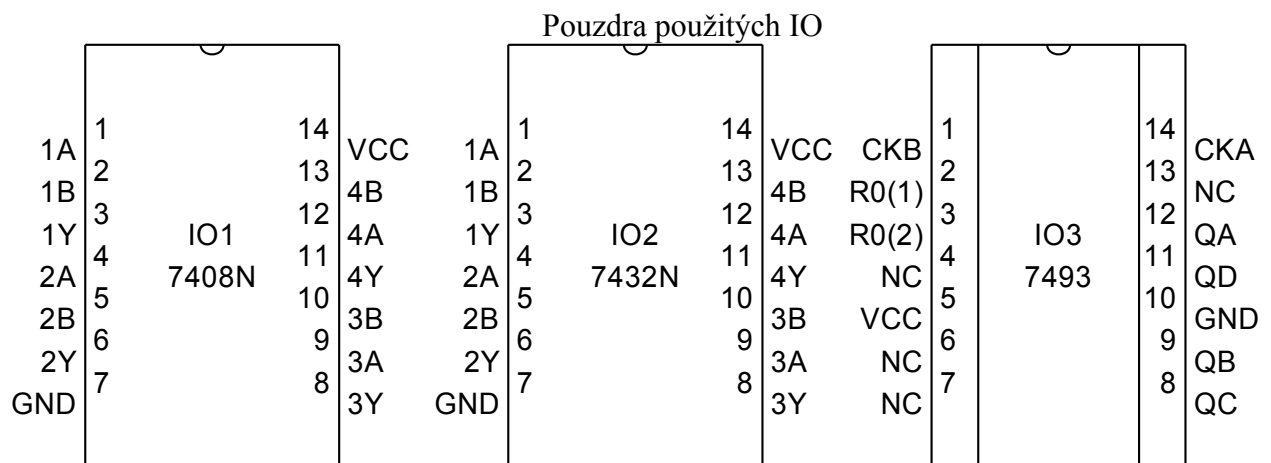 Pouzdra použitých IO
1 14 1 14 1 14
1A VCC 1A VCC CKB CKA
2 13 2 13 2 13
1B 4B 1B 4B R0(1) NC
3 12 3 12 3 12
1Y IO1 4A 1Y IO2 4A R0(2) IO3 QA
4 11 4 11 4 11
2A 7408N 4Y 2A 7432N 4Y NC 7493 QD
5 10 5 10 5 10
2B 3B 2B 3B VCC GND
6 9 6 9 6 9
2Y 3A 2Y 3A NC QB
7 8 7 8 7 8
GND 3Y GND 3Y NC QC